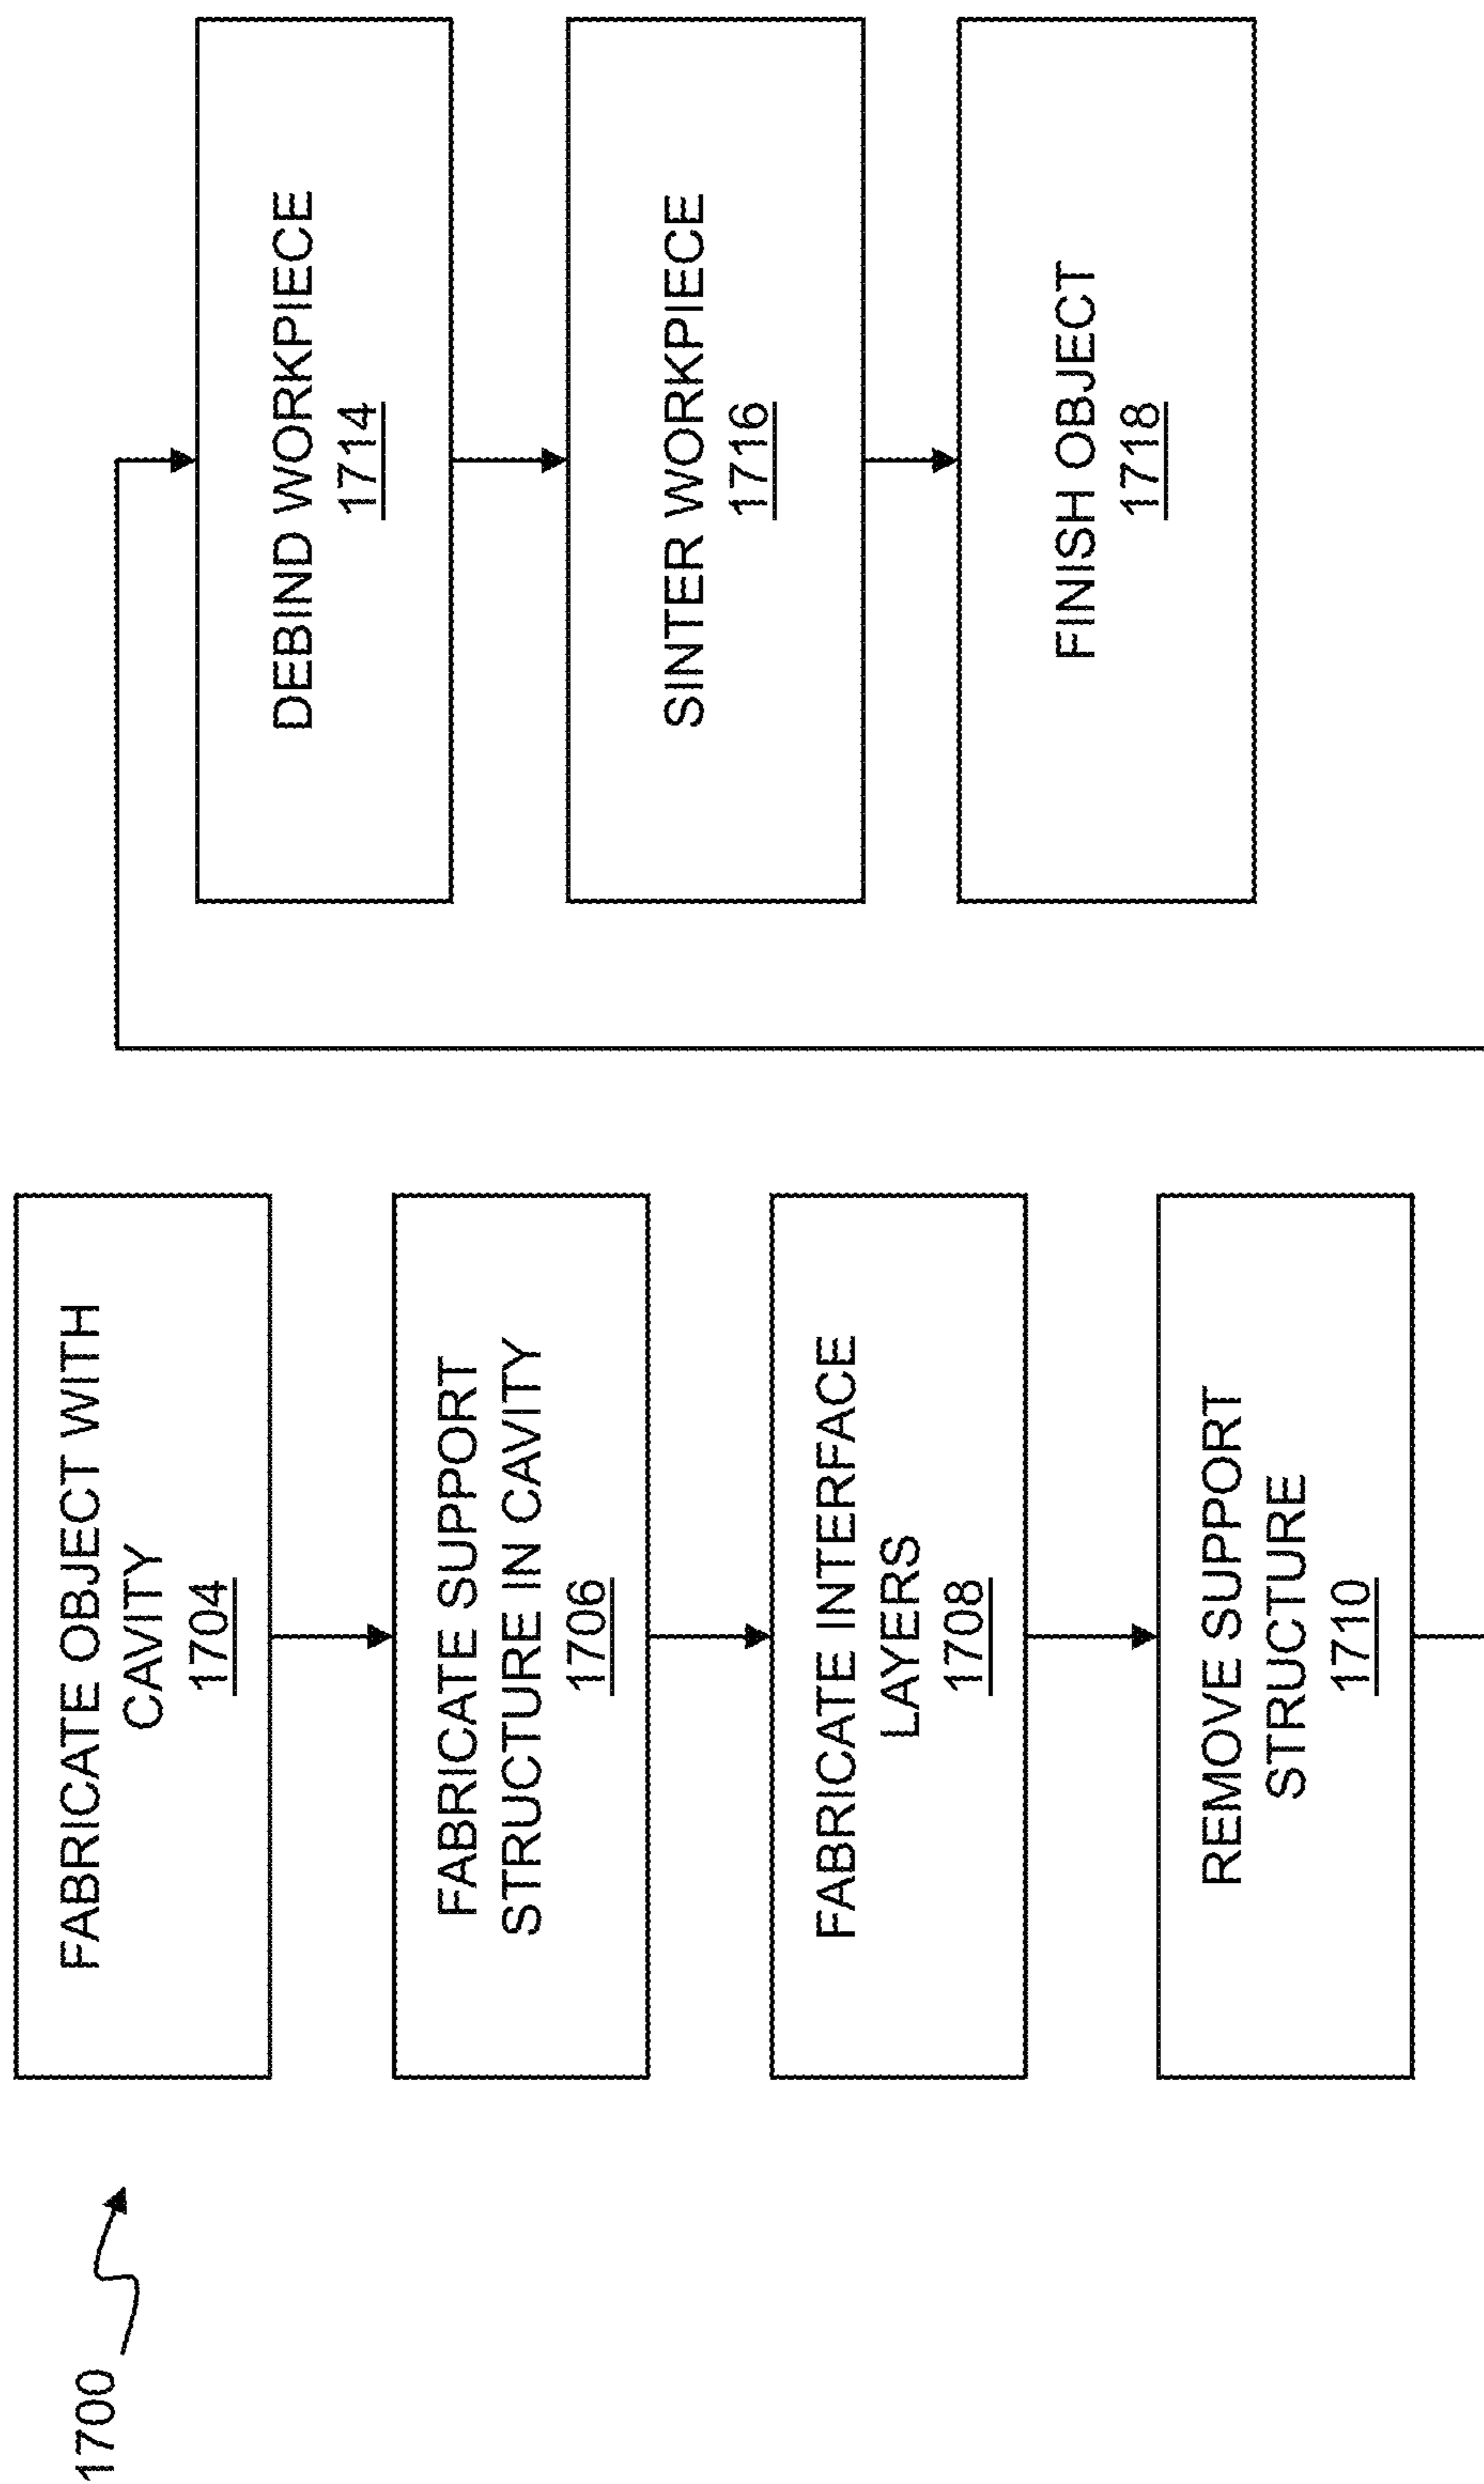 1700
FABRICATE OBJECT WITH
CAVITY
1704
FABRICATE SUPPORT
STRUCTURE IN CAVITY
1706
FABRICATE INTERFACE
LAYERS
1708
REMOVE SUPPORT
STRUCTURE
1710
DEBIND WORKPIECE
1714
SINTER WORKPIECE
1716
FINISH OBJECT
1718